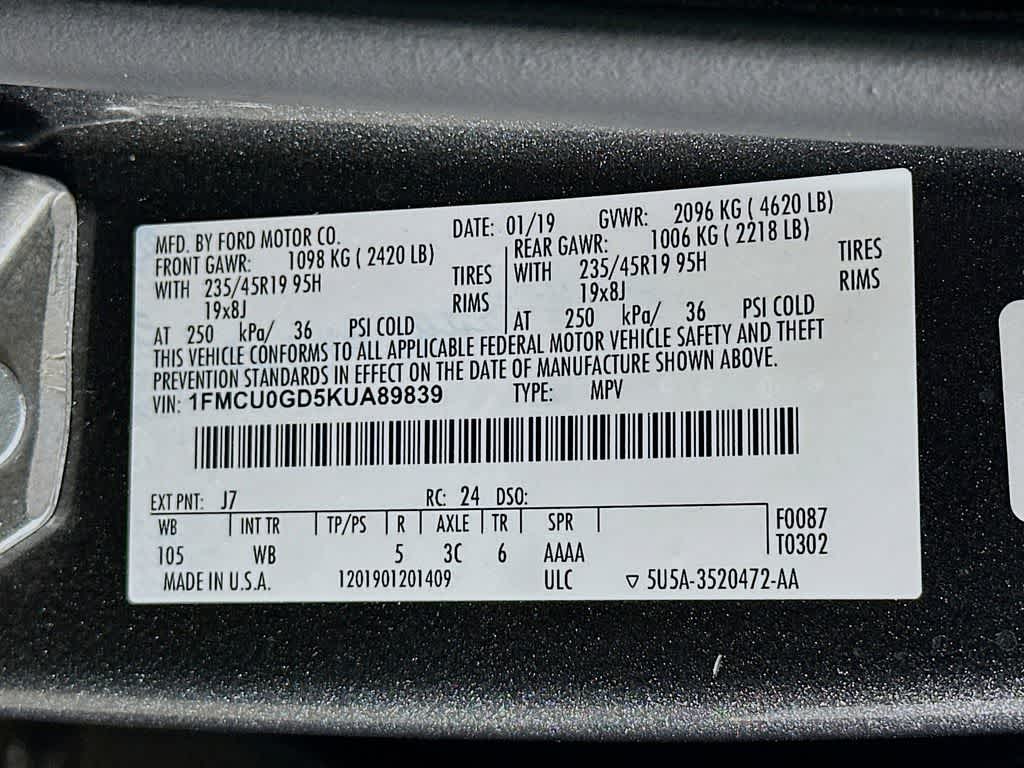 MFD. BY FORD MOTOR CO. DATE: 01/19 GVWR: 2096 KG ( 4620 LB)
FRONT GAWR: 1098 KG ( 2420 LB) REAR GAWR: 1006 KG ( 2218 LB)
WITH 235/45R19 95H TIRES WITH 235/45R19 95H TIRES
19x8J RIMS 19x8J RIMS
AT 250 kPa/ 36 PSI COLD AT 250 kPa/ 36 PSI COLD
THIS VEHICLE CONFORMS TO ALL APPLICABLE FEDERAL MOTOR VEHICLE SAFETY AND THEFT
PREVENTION STANDARDS IN EFFECT ON THE DATE OF MANUFACTURE SHOWN ABOVE.
VIN: 1FMCU0GD5KUA89839 TYPE: MPV
EXT PNT: J7 RC: 24 DSO:
WB INT TR TP/PS R AXLE TR SPR F0087
105 WB 5 3C 6 AAAA T0302
MADE IN U.S.A. 1201901201409 ULC ▽ 5U5A-3520472-AA